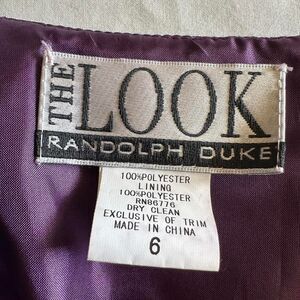 THE LOOK
RANDOLPH DUKE
100%POLYESTER
LINING
100%POLYESTER
RN86776
DRY CLEAN
EXCLUSIVE OF TRIM
MADE IN CHINA
6